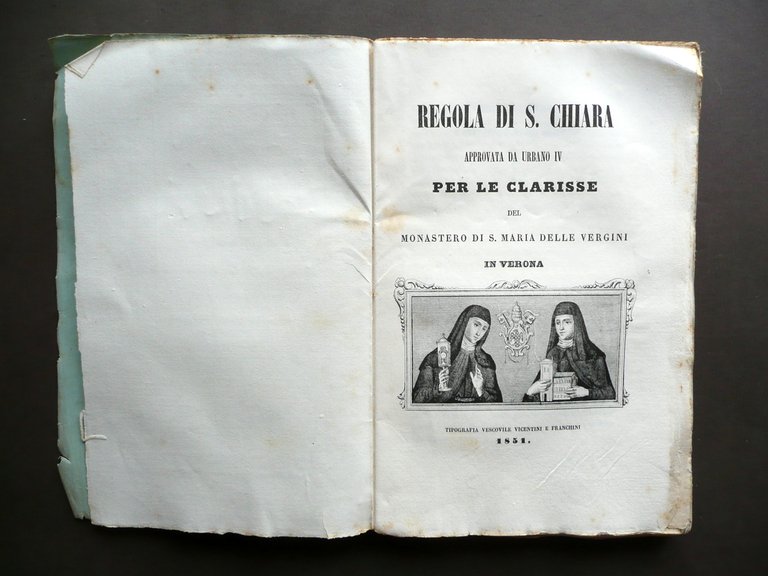 REGOLA DI S. CHIARA
APPROVATA DA URBANO IV
PER LE CLARISSE
DEL
MONASTERO DI S. MARIA DELLE VERGINI
IN VERONA
TIPOGRAFIA VESCOVILE VICENTINI E FRANCHINI
1851.